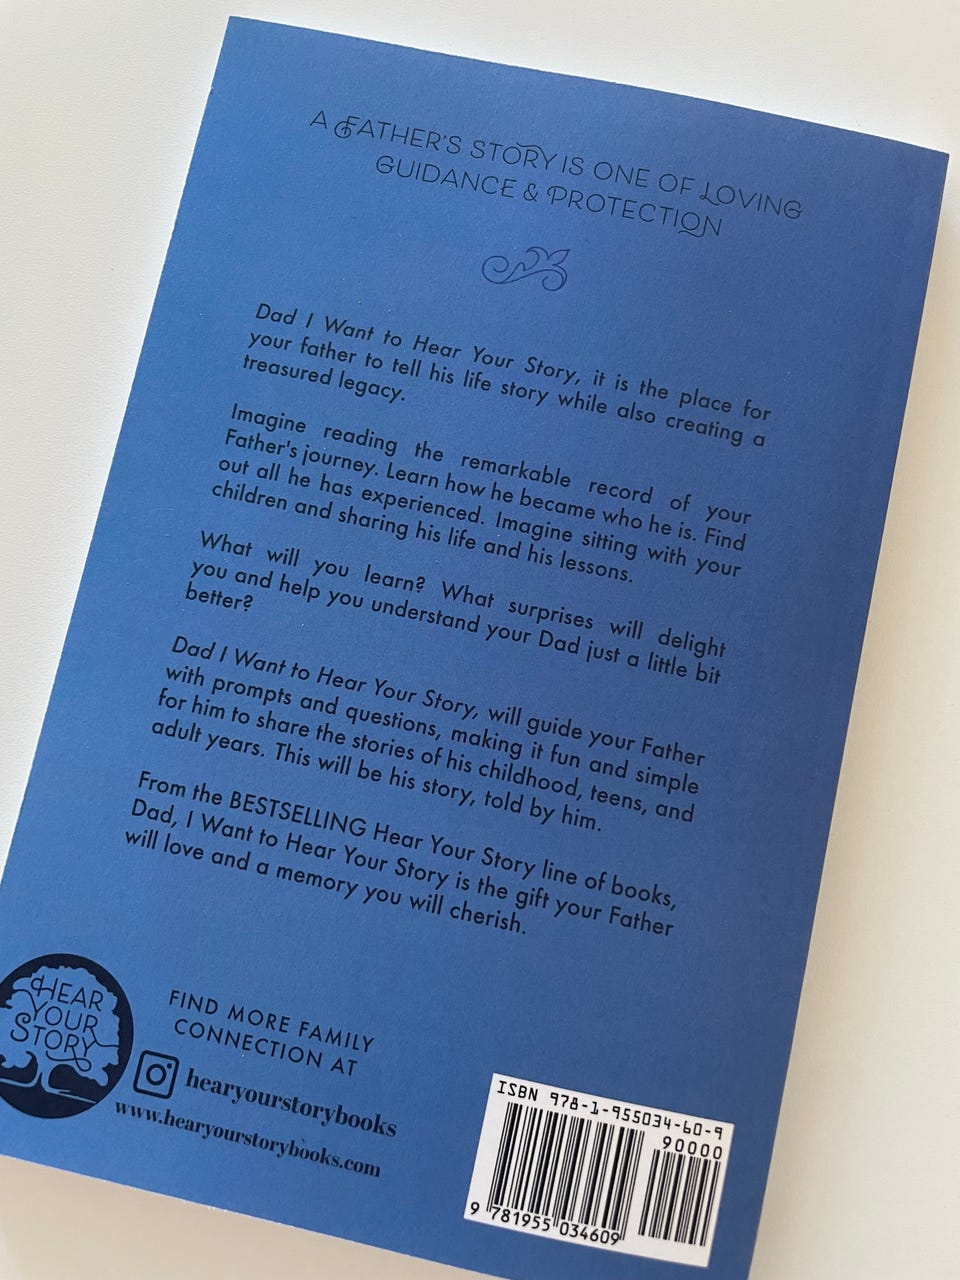 A FATHER'S STORY IS ONE OF LOVING
GUIDANCE & PROTECTION
Dad I Want to Hear Your Story, it is the place for
your father to tell his life story while also creating a
treasured legacy.
Imagine reading the remarkable record of your
Father's journey. Learn how he became who he is. Find
out all he has experienced. Imagine sitting with your
children and sharing his life and his lessons.
What will you learn? What surprises will delight
you and help you understand your Dad just a little bit
better?
Dad I Want to Hear Your Story, will guide your Father
with prompts and questions, making it fun and simple
for him to share the stories of his childhood, teens, and
adult years. This will be his story, told by him.
From the BESTSELLING Hear Your Story line of books,
Dad, I Want to Hear Your Story is the gift your Father
will love and a memory you will cherish.
HEAR
YOUR
STORY
FIND MORE FAMILY
CONNECTION AT
hearyourstorybooks
www.hearyourstorybooks.com
ISBN 978-1-955034-60-9
90000
9 781955 034609